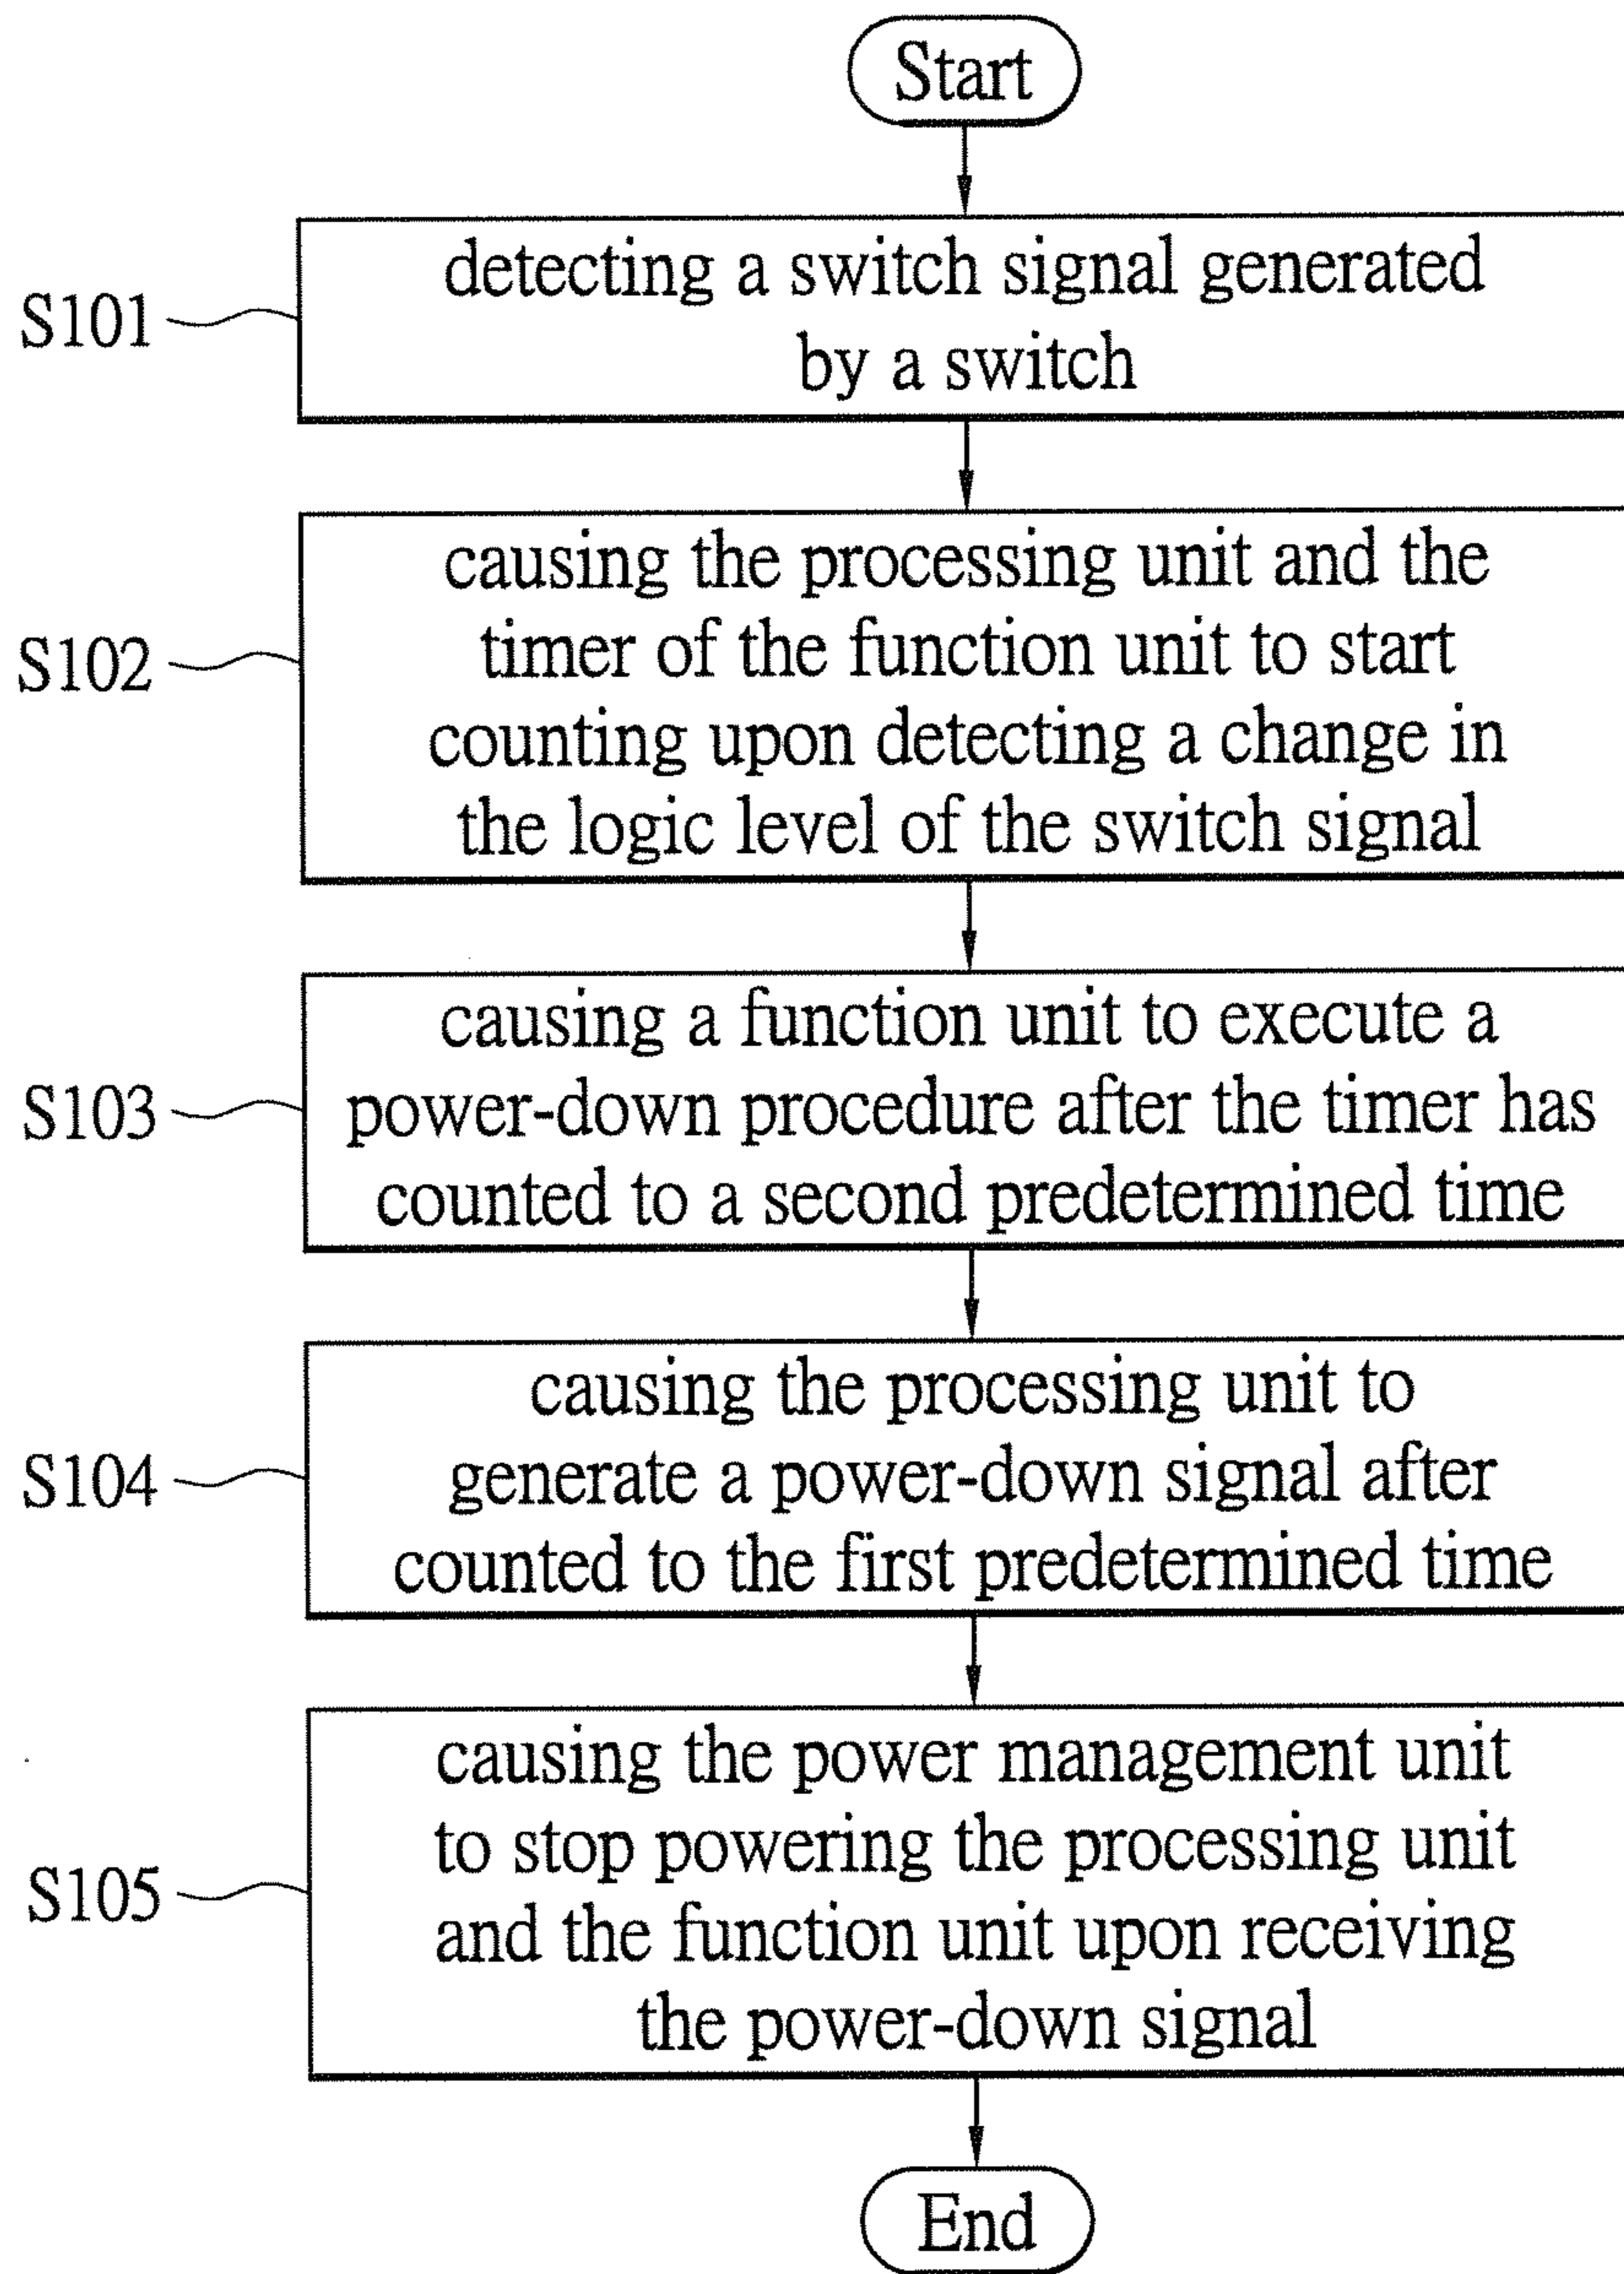 Start
detecting a switch signal generated
by a switch
S101
causing the processing unit and the
timer of the function unit to start
counting upon detecting a change in
the logic level of the switch signal
S102
causing a function unit to execute a
power-down procedure after the timer has
counted to a second predetermined time
S103
causing the processing unit to
generate a power-down signal after
counted to the first predetermined time
S104
causing the power management unit
to stop powering the processing unit
and the function unit upon receiving
the power-down signal
S105
End